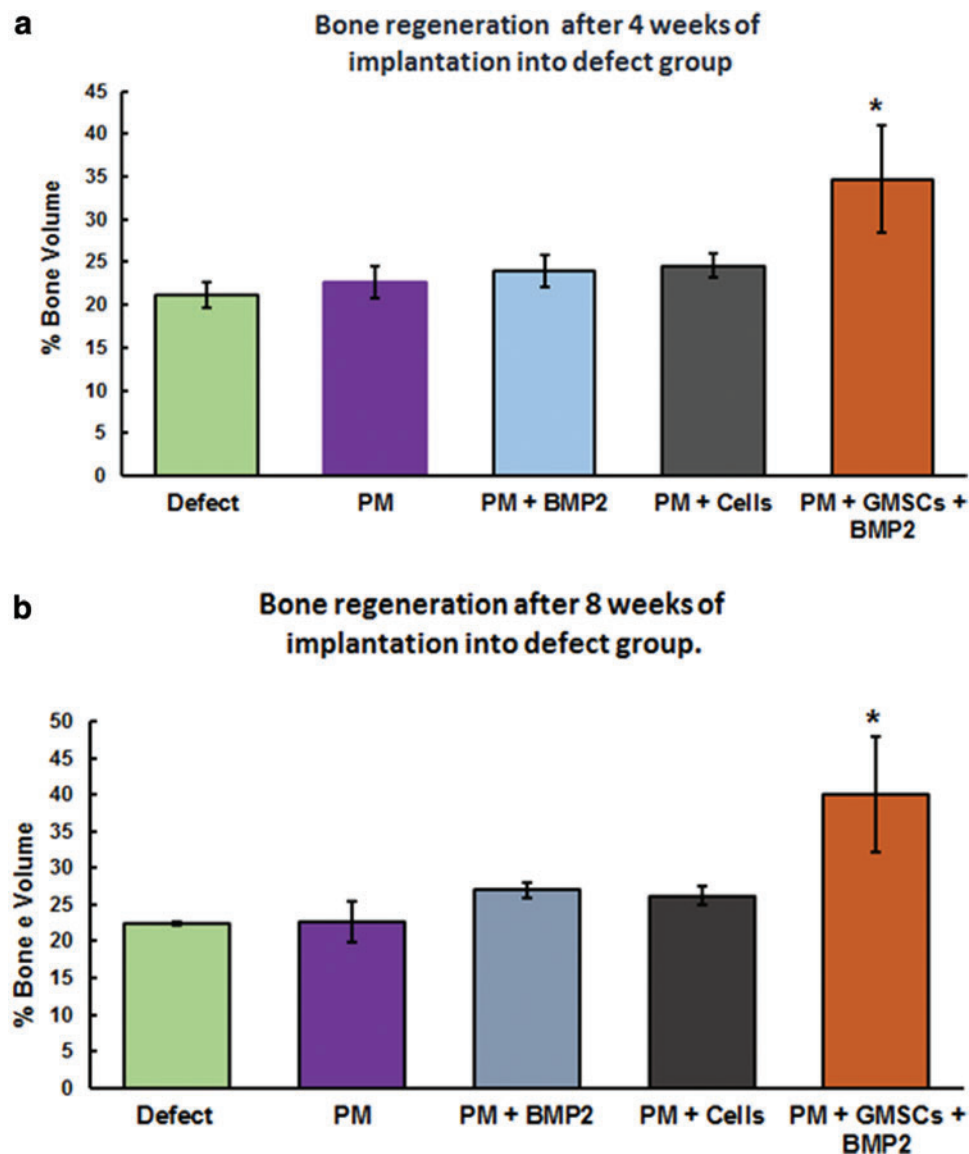 a
Bone regeneration after 4 weeks of
implantation into defect group
% Bone Volume
45
40
35
30
25
20
15
10
5
0
*
Defect
PM
PM + BMP2
PM + Cells
PM + GMSCs +
BMP2
b
Bone regeneration after 8 weeks of
implantation into defect group.
% Bone e Volume
50
45
40
35
30
25
20
15
10
5
0
*
Defect
PM
PM + BMP2
PM + Cells
PM + GMSCs +
BMP2